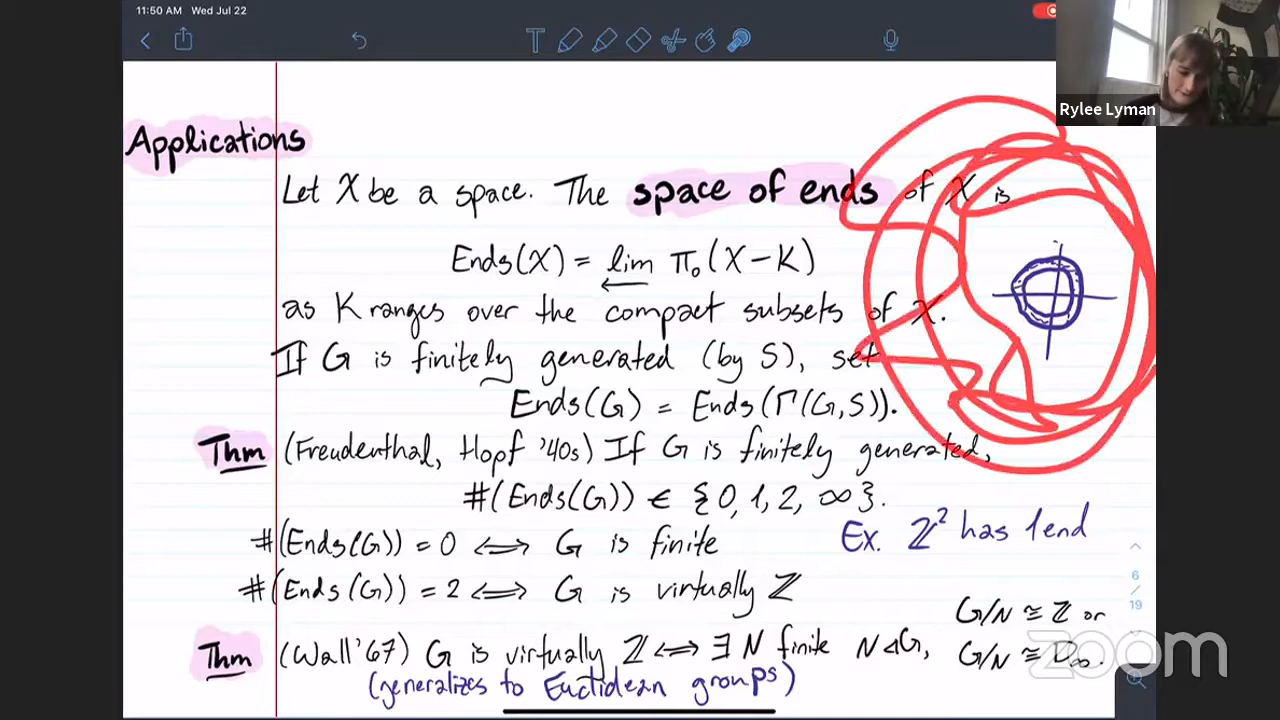 11:50 AM Wed Jul 22
Rylee Lyman
Applications
Let X be a space. The space of ends of X is
Ends(X) = lim π₀(X − K)
←
as K ranges over the compact subsets of X.
If G is finitely generated (by S), set
Ends(G) = Ends(Γ(G,S)).
Thm (Freudenthal, Hopf '40s) If G is finitely generated,
#(Ends(G)) ∈ {0, 1, 2, ∞}.
Ex. ℤ² has 1 end
#(Ends(G)) = 0 ⟺ G is finite
#(Ends(G)) = 2 ⟺ G is virtually ℤ
Thm (Wall '67) G is virtually ℤ ⟺ ∃ N finite N ⊲ G, G/N ≅ ℤ or
G/N ≅ D∞.
(generalizes to Euclidean groups)
6
/
19
zoom
T